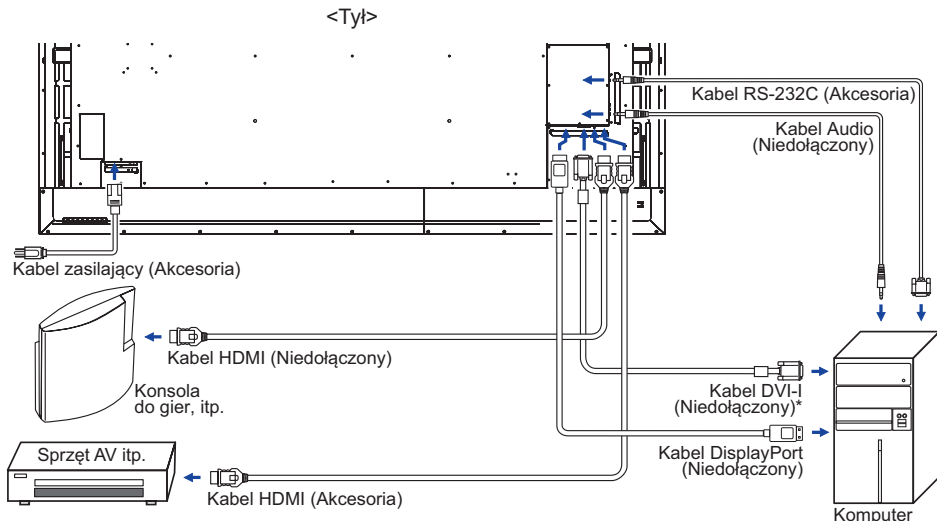 <Tył>
Kabel RS-232C (Akcesoria)
Kabel Audio
(Niedołączony)
Kabel zasilający (Akcesoria)
Kabel HDMI (Niedołączony)
Konsola
do gier, itp.
Kabel DVI-I
(Niedołączony)*
Sprzęt AV itp.
Kabel DisplayPort
(Niedołączony)
Kabel HDMI (Akcesoria)
Komputer